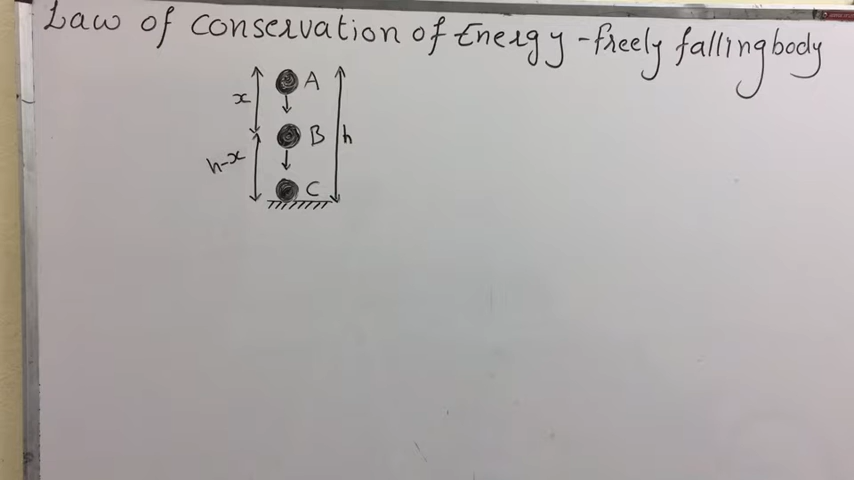 Law of conservation of Energy - freely falling body
A
x
B
h
h-x
C